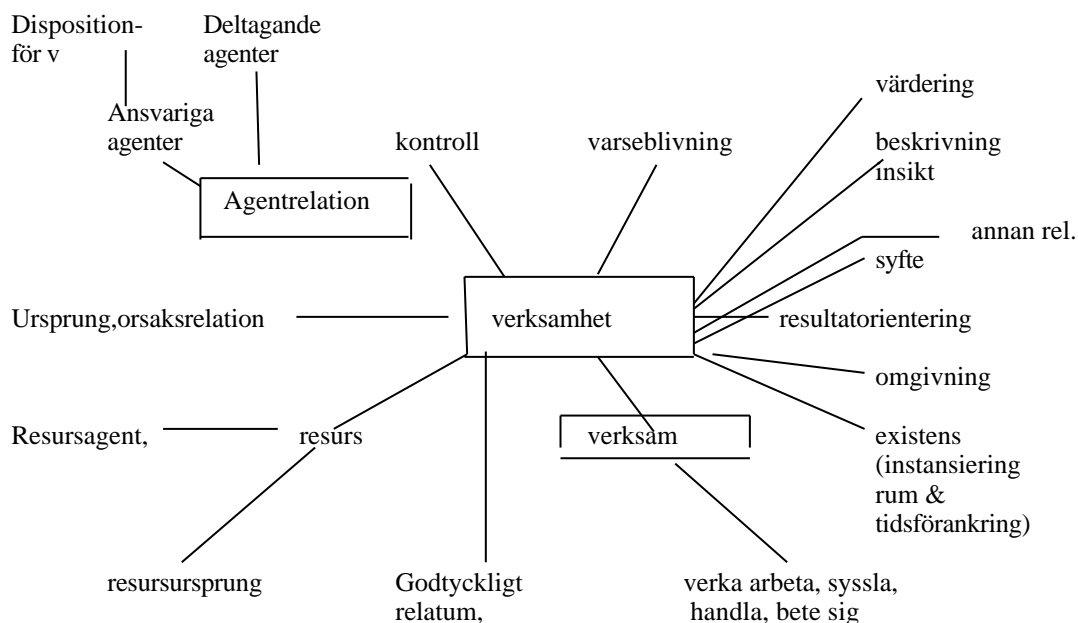 Disposition-
för v
Deltagande
agenter
Ansvariga
agenter
Agentrelation
kontroll
varseblivning
värdering
beskrivning
insikt
annan rel.
syfte
Ursprung,orsaksrelation
verksamhet
resultatorientering
omgivning
Resursagent,
resurs
verksam
existens
(instansiering
rum &
tidsförankring)
resursursprung
Godtyckligt
relatum,
verka arbeta, syssla,
handla, bete sig